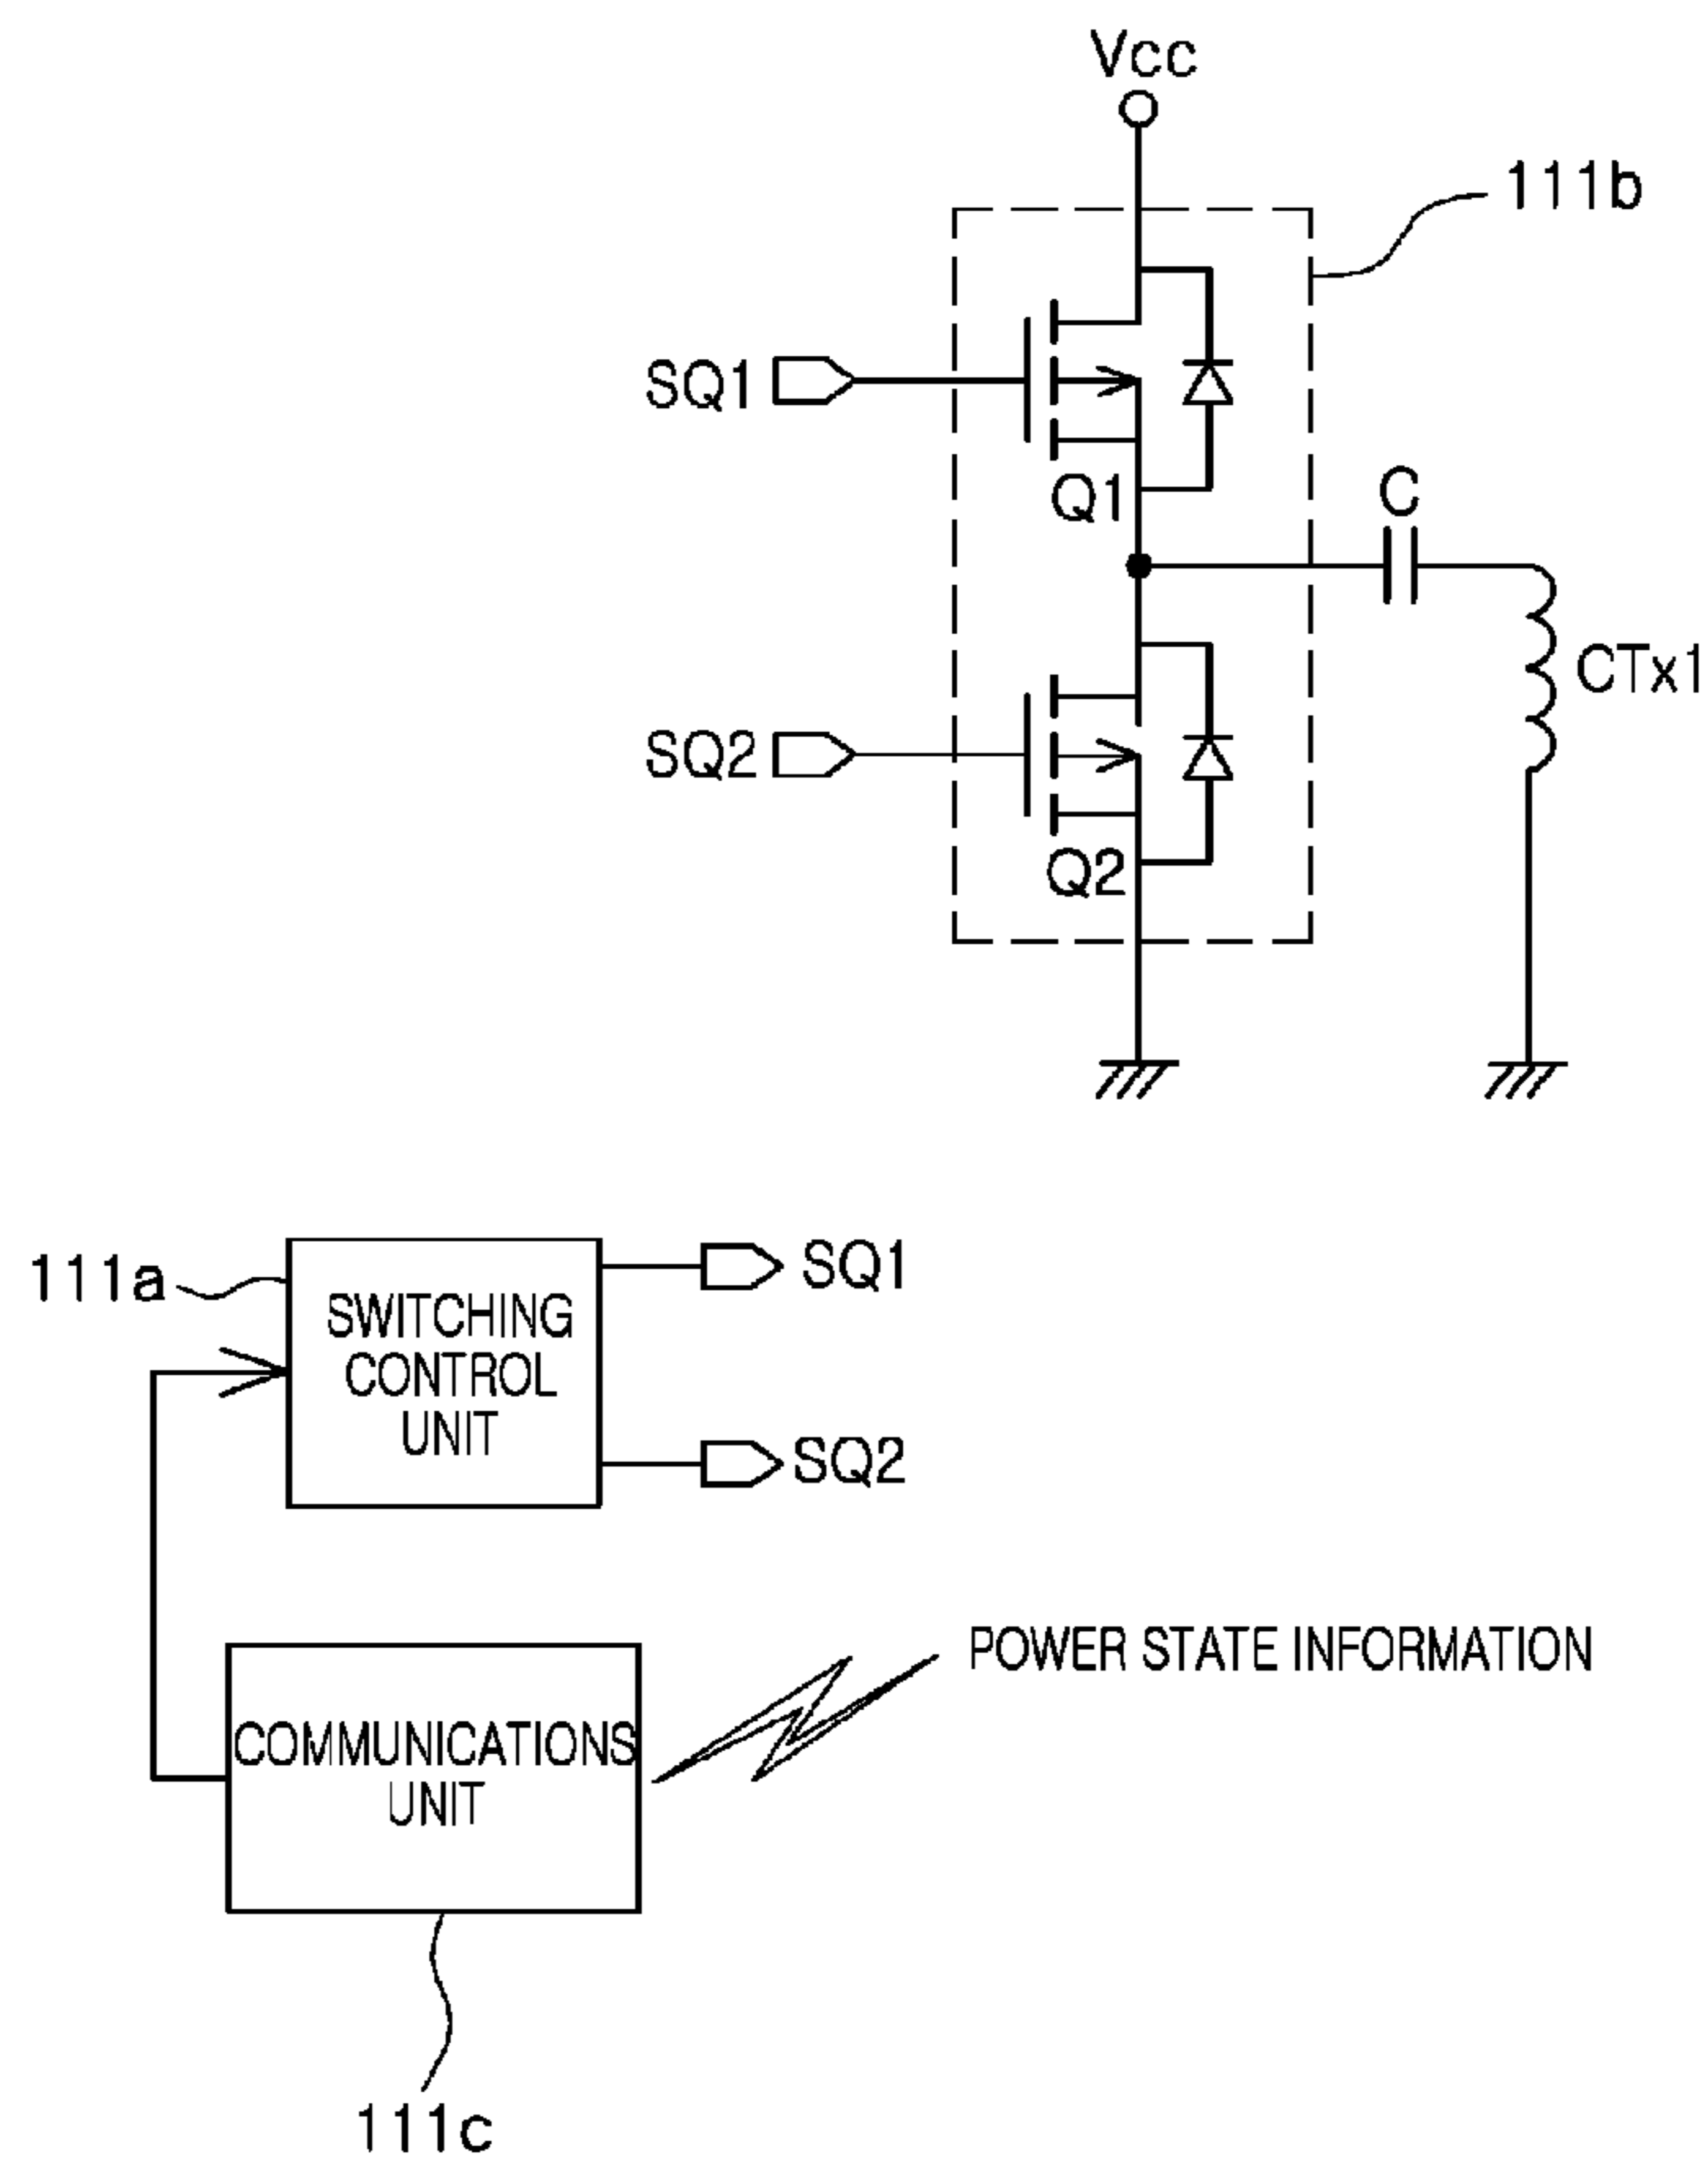 Vcc
111b
SQ1
Q1
C
CTx1
SQ2
Q2
111a
SWITCHING
CONTROL
UNIT
SQ1
SQ2
POWER STATE INFORMATION
COMMUNICATIONS
UNIT
111c